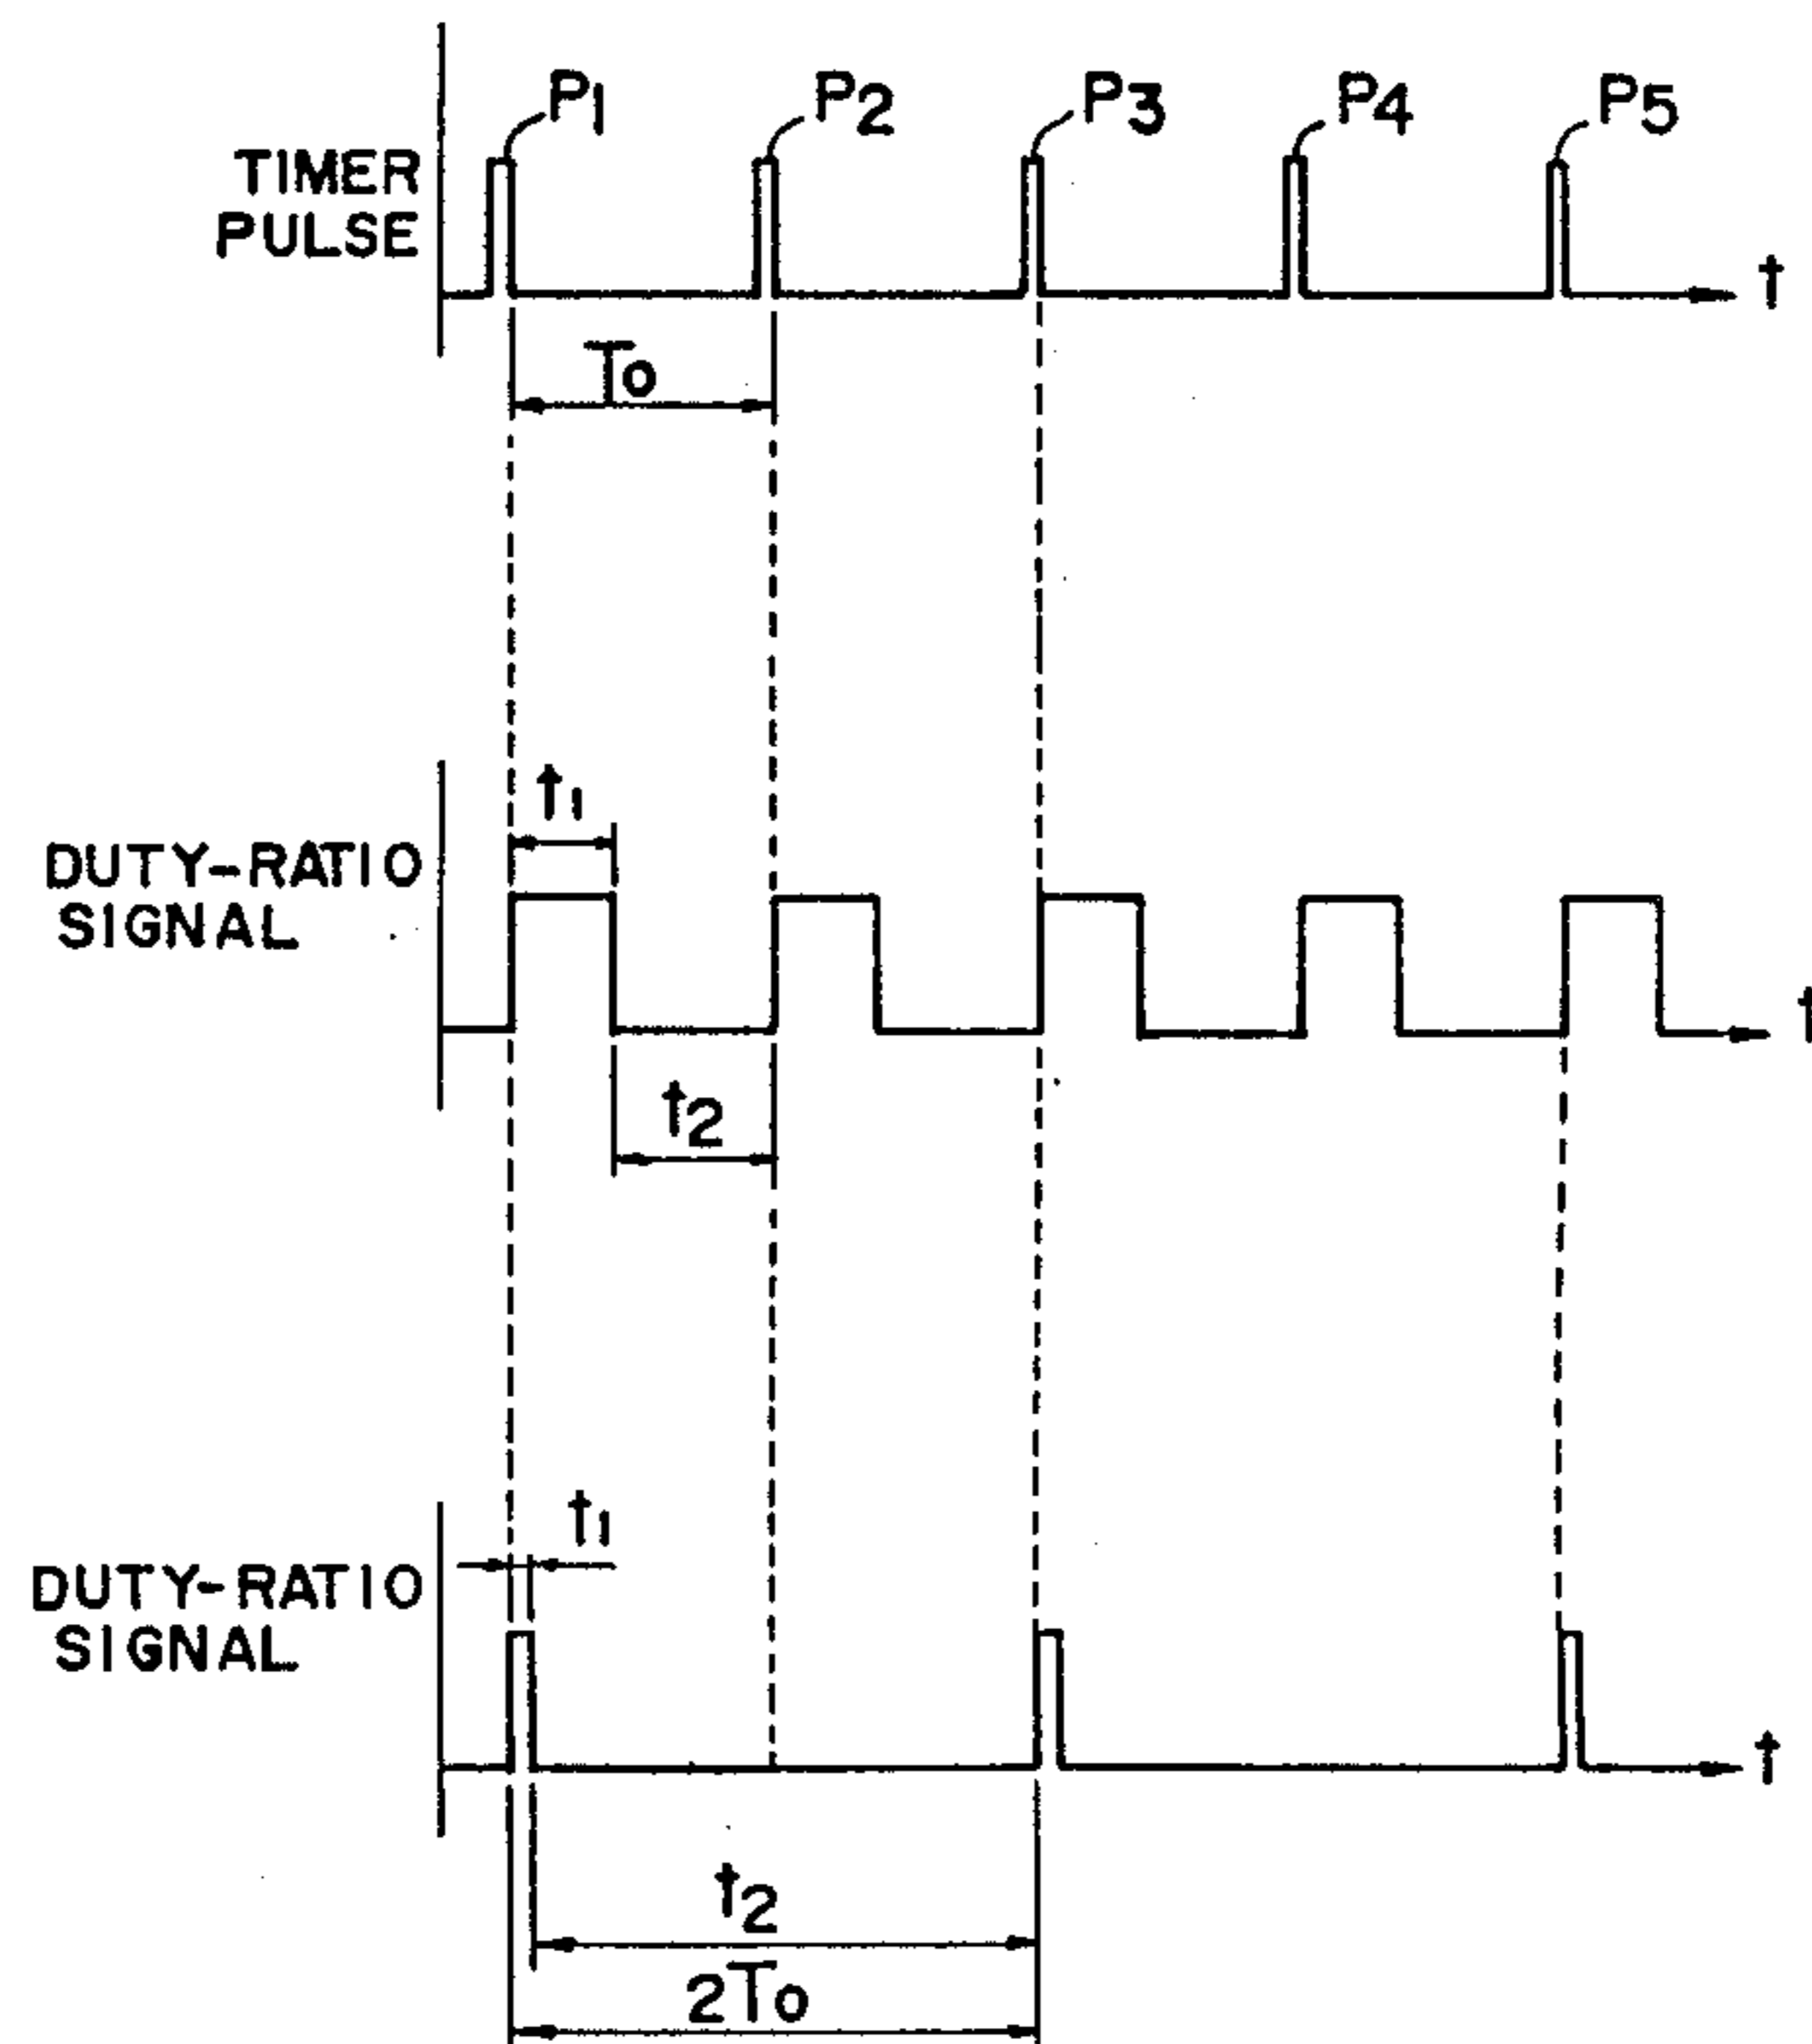 P1
P2
P3
P4
P5
TIMER
PULSE
t
To
t1
DUTY-RATIO
SIGNAL
t
t2
t1
DUTY-RATIO
SIGNAL
t
t2
2To